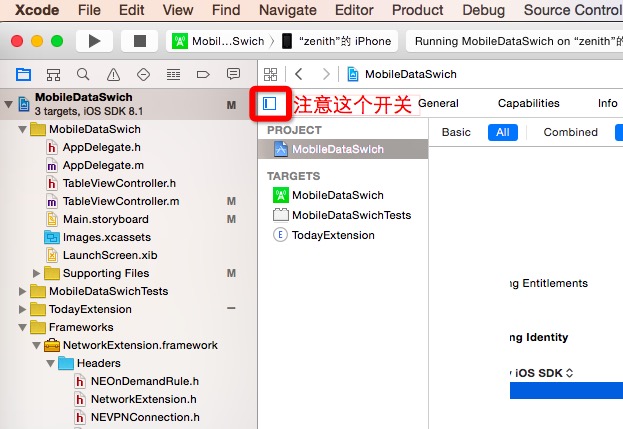 Xcode File Edit View Find Navigate Editor Product Debug Source Control
Mobil...Swich 〉 "zenith"的 iPhone
Running MobileDataSwich on "zenith"的
MobileDataSwich
MobileDataSwich M
3 targets, iOS SDK 8.1
MobileDataSwich
AppDelegate.h
AppDelegate.m
TableViewController.h
TableViewController.m M
Main.storyboard M
Images.xcassets
LaunchScreen.xib
Supporting Files M
MobileDataSwichTests
TodayExtension
Frameworks
NetworkExtension.framework
Headers
NEOnDemandRule.h
NetworkExtension.h
NEVPNConnection.h
注意这个开关
General Capabilities Info
PROJECT
MobileDataSwich
TARGETS
MobileDataSwich
MobileDataSwichTests
E TodayExtension
Basic All Combined
ng Entitlements
ng Identity
iOS SDK